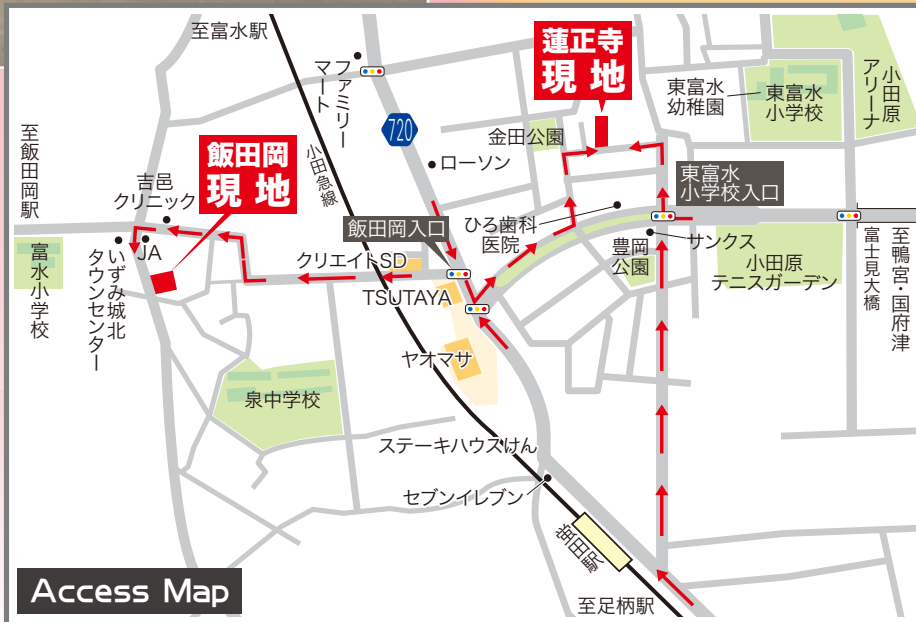 至富水駅
ファミリー
マート
720
小田急線
ローソン
蓮正寺
現 地
金田公園
東富水
幼稚園
東富水
小学校
小田原
アリーナ
至飯田岡駅
吉邑
クリニック
飯田岡
現 地
飯田岡入口
ひろ歯科
医院
東富水
小学校入口
富水小学校
いずみ城北
タウンセンター
JA
クリエイトSD
TSUTAYA
豊岡
公園
サンクス
小田原
テニスガーデン
富士見大橋
至鴨宮・国府津
ヤオマサ
泉中学校
ステーキハウスけん
セブンイレブン
蛍田駅
至足柄駅
Access Map